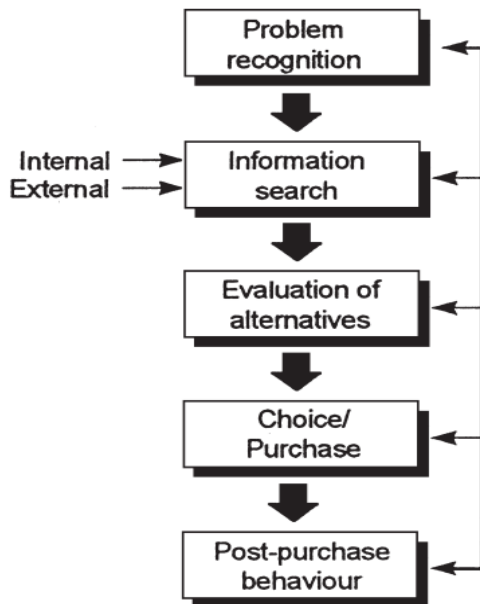 Problem
recognition
Internal
External
Information
search
Evaluation of
alternatives
Choice/
Purchase
Post-purchase
behaviour